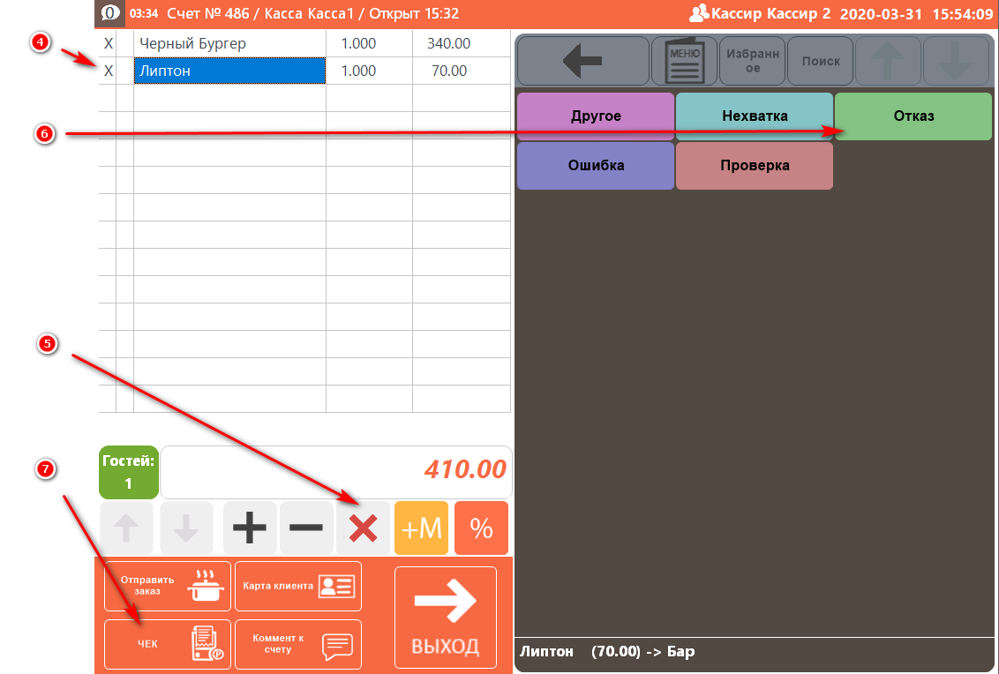 03:34 Счет № 486 / Касса Касса1 / Открыт 15:32
Кассир Кассир 2 2020-03-31 15:54:09
4
X Черный Бургер 1.000 340.00
X Липтон 1.000 70.00
МЕНЮ
Избранн
ое
Поиск
6
Другое
Нехватка
Отказ
Ошибка
Проверка
5
7
Гостей:
1
410.00
+М
%
Отправить
заказ
Карта клиента
ЧЕК
Коммент к
счету
ВЫХОД
Липтон (70.00) -> Бар